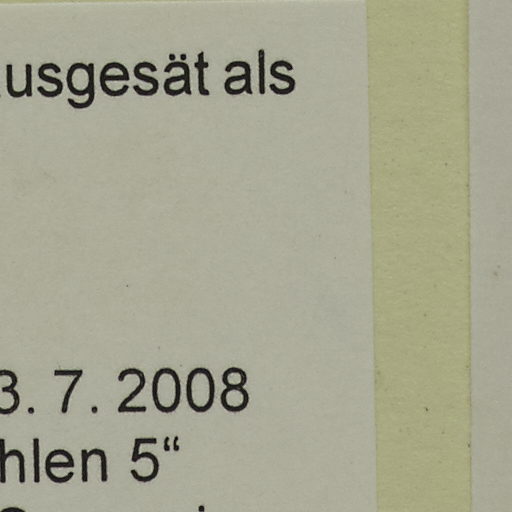 usgesät als
3. 7. 2008
hlen 5“